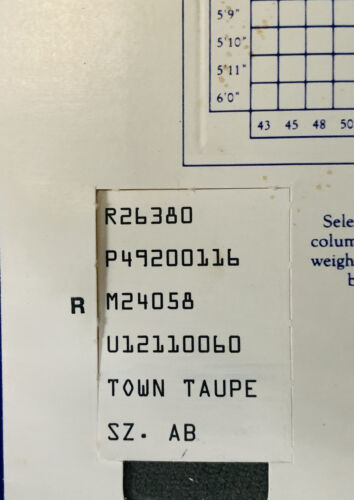 5'9"
5'10"
5'11"
6'0"
43 45 48 50
R26380
P49200116
R M24058
U12110060
TOWN TAUPE
SZ. AB
Sele
colum
weigh
b